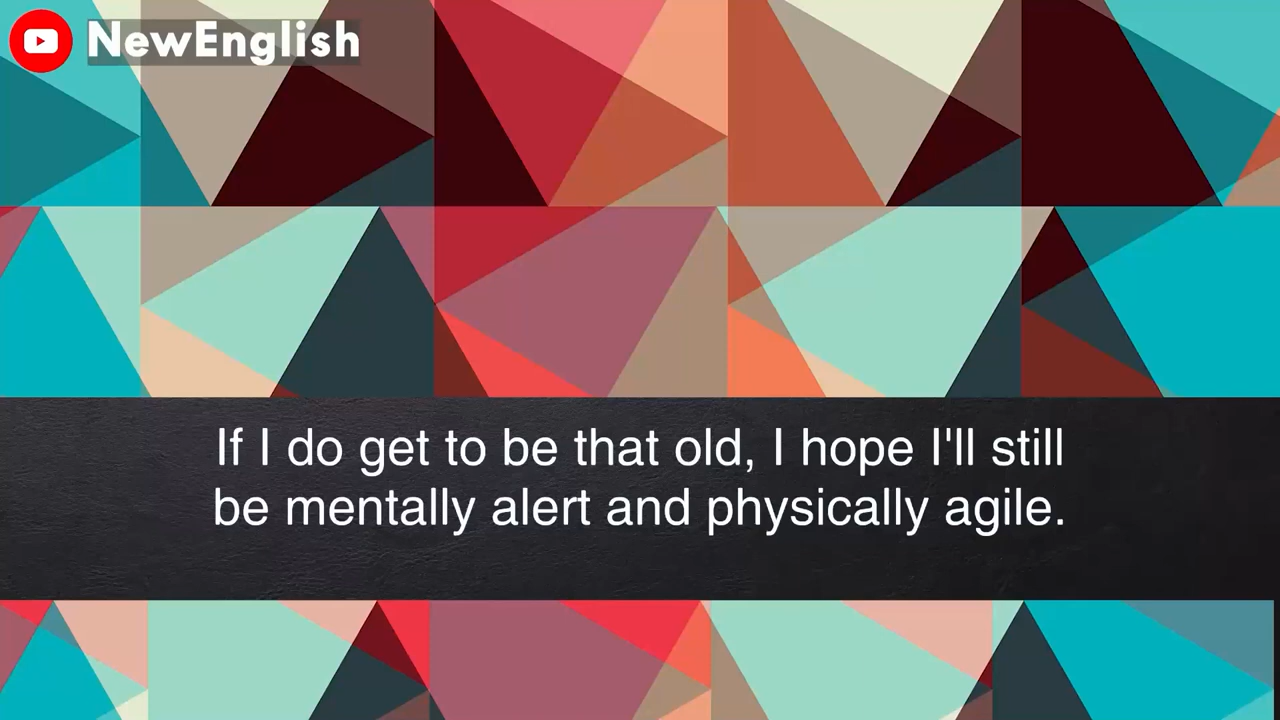 NewEnglish
If I do get to be that old, I hope I'll still
be mentally alert and physically agile.